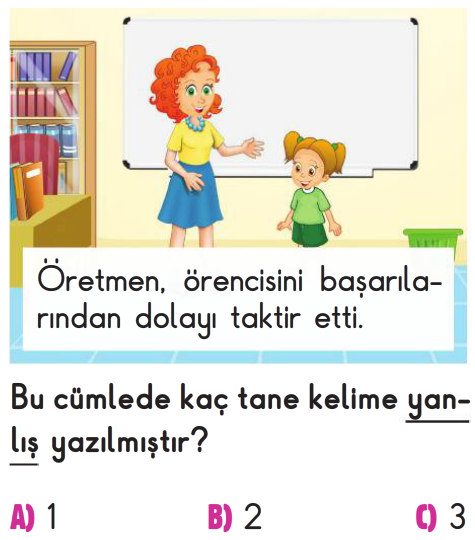 Öretmen, örencisini başarıla-
rından dolayı taktir etti.
Bu cümlede kaç tane kelime yan-
lış yazılmıştır?
A) 1 B) 2 C) 3